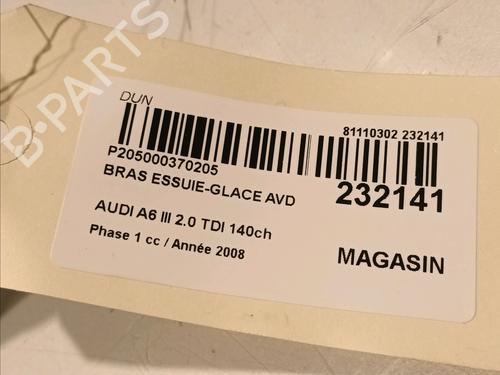 B-PARTS
DUN
81110302 232141
P205000370205
BRAS ESSUIE-GLACE AVD
232141
AUDI A6 III 2.0 TDI 140ch
Phase 1 cc / Année 2008
MAGASIN